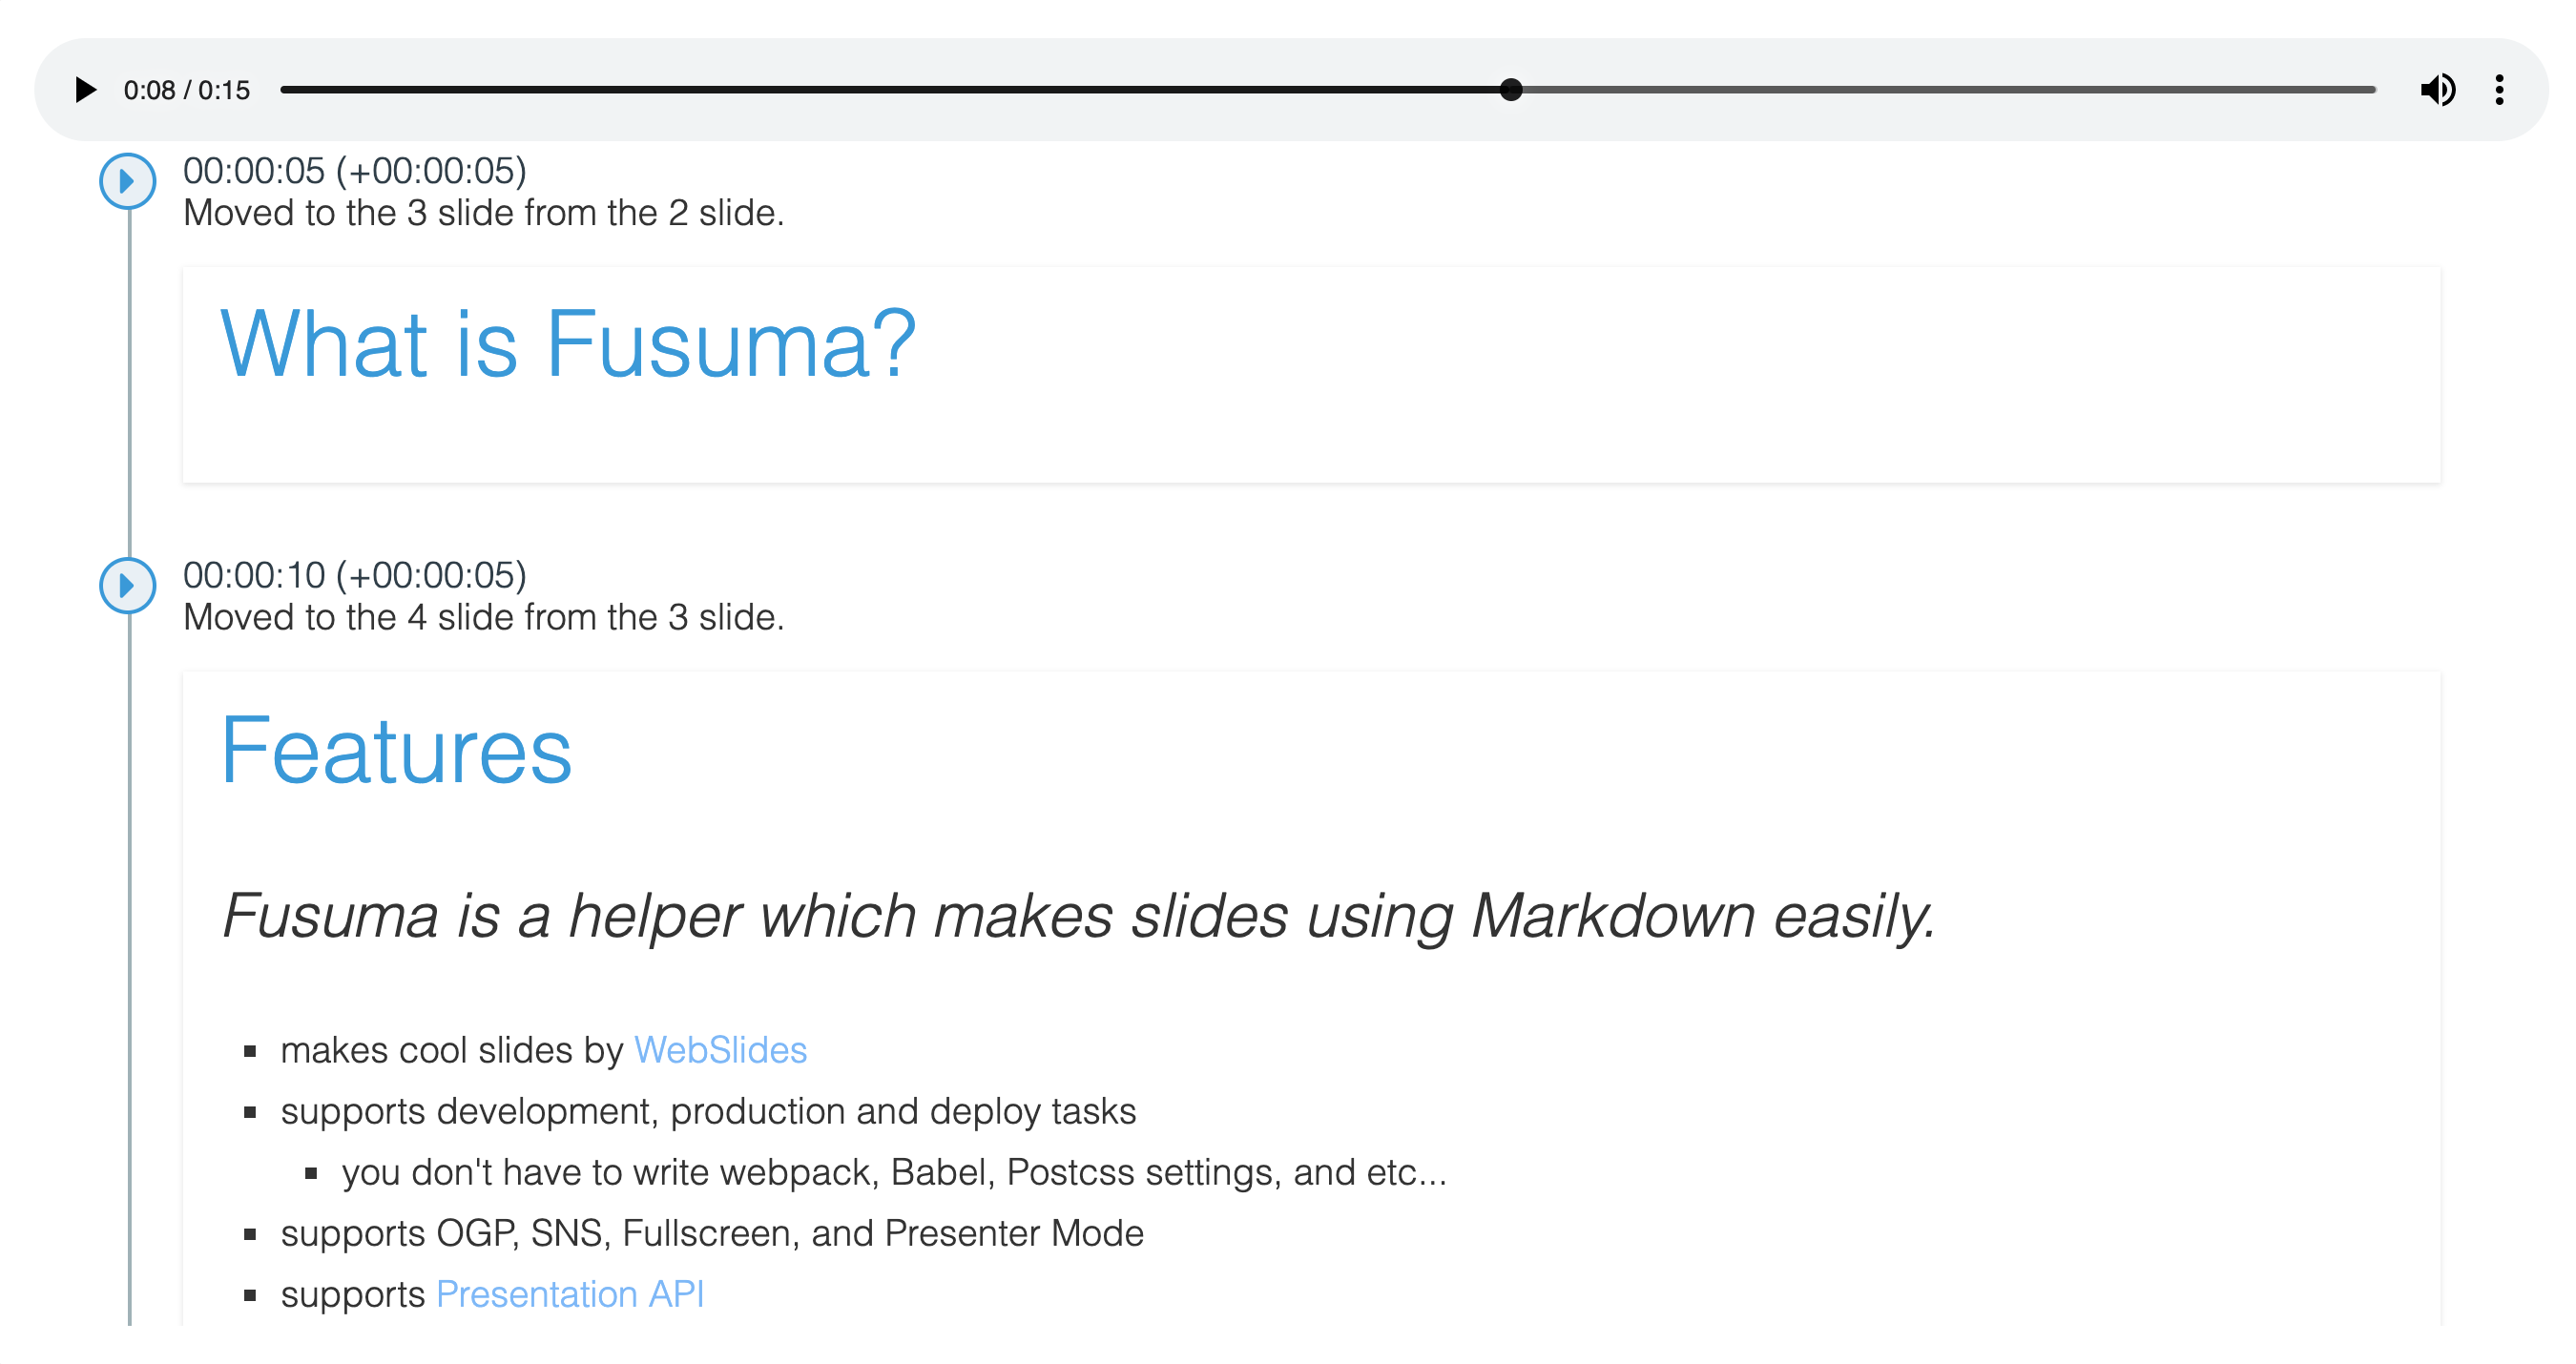 0:08 / 0:15
00:00:05 (+00:00:05)
Moved to the 3 slide from the 2 slide.
What is Fusuma?
00:00:10 (+00:00:05)
Moved to the 4 slide from the 3 slide.
Features
Fusuma is a helper which makes slides using Markdown easily.
makes cool slides by WebSlides
supports development, production and deploy tasks
you don't have to write webpack, Babel, Postcss settings, and etc...
supports OGP, SNS, Fullscreen, and Presenter Mode
supports Presentation API